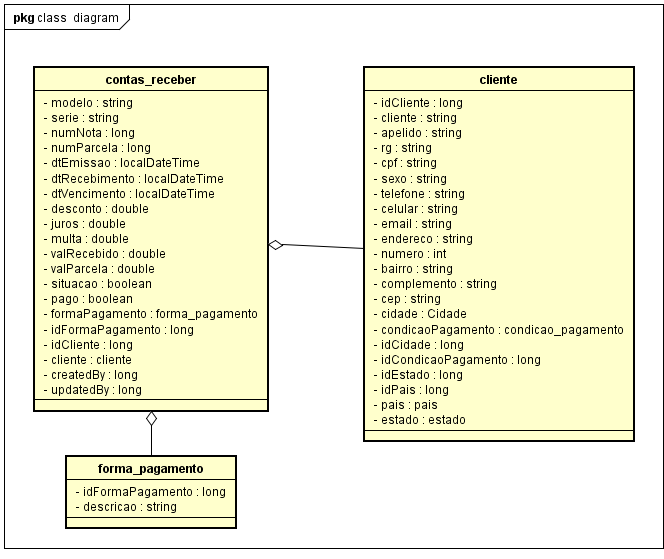 pkg class diagram
contas_receber
- modelo : string
- serie : string
- numNota : long
- numParcela : long
- dtEmissao : localDateTime
- dtRecebimento : localDateTime
- dtVencimento : localDateTime
- desconto : double
- juros : double
- multa : double
- valRecebido : double
- valParcela : double
- situacao : boolean
- pago : boolean
- formaPagamento : forma_pagamento
- idFormaPagamento : long
- idCliente : long
- cliente : cliente
- createdBy : long
- updatedBy : long
cliente
- idCliente : long
- cliente : string
- apelido : string
- rg : string
- cpf : string
- sexo : string
- telefone : string
- celular : string
- email : string
- endereco : string
- numero : int
- bairro : string
- complemento : string
- cep : string
- cidade : Cidade
- condicaoPagamento : condicao_pagamento
- idCidade : long
- idCondicaoPagamento : long
- idEstado : long
- idPais : long
- pais : pais
- estado : estado
forma_pagamento
- idFormaPagamento : long
- descricao : string